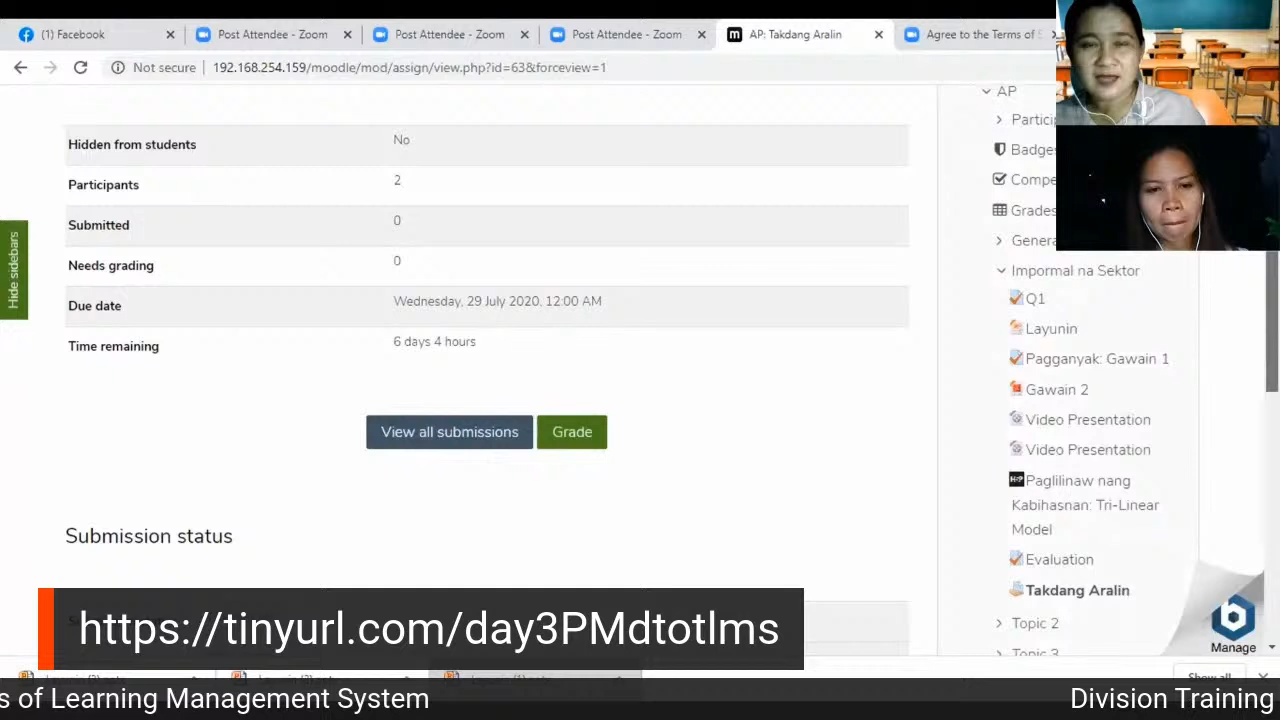 (1) Facebook
Post Attendee - Zoom
Post Attendee - Zoom
Post Attendee - Zoom
AP: Takdang Aralin
Agree to the Terms of
Not secure
192.168.254.159/moodle/mod/assign/view.php?id=63&forceview=1
Hidden from students No
Participants 2
Submitted 0
Needs grading 0
Due date Wednesday, 29 July 2020, 12:00 AM
Time remaining 6 days 4 hours
Hide sidebars
View all submissions
Grade
Submission status
AP
Badges
Grades
Impormal na Sektor
Q1
Layunin
Pagganyak: Gawain 1
Gawain 2
Video Presentation
Video Presentation
H-P
Paglilinaw nang
Kabihasnan: Tri-Linear
Model
Evaluation
Takdang Aralin
Topic 2
Topic 3
Manage
https://tinyurl.com/day3PMdtotlms
Show all
s of Learning Management System
Division Training